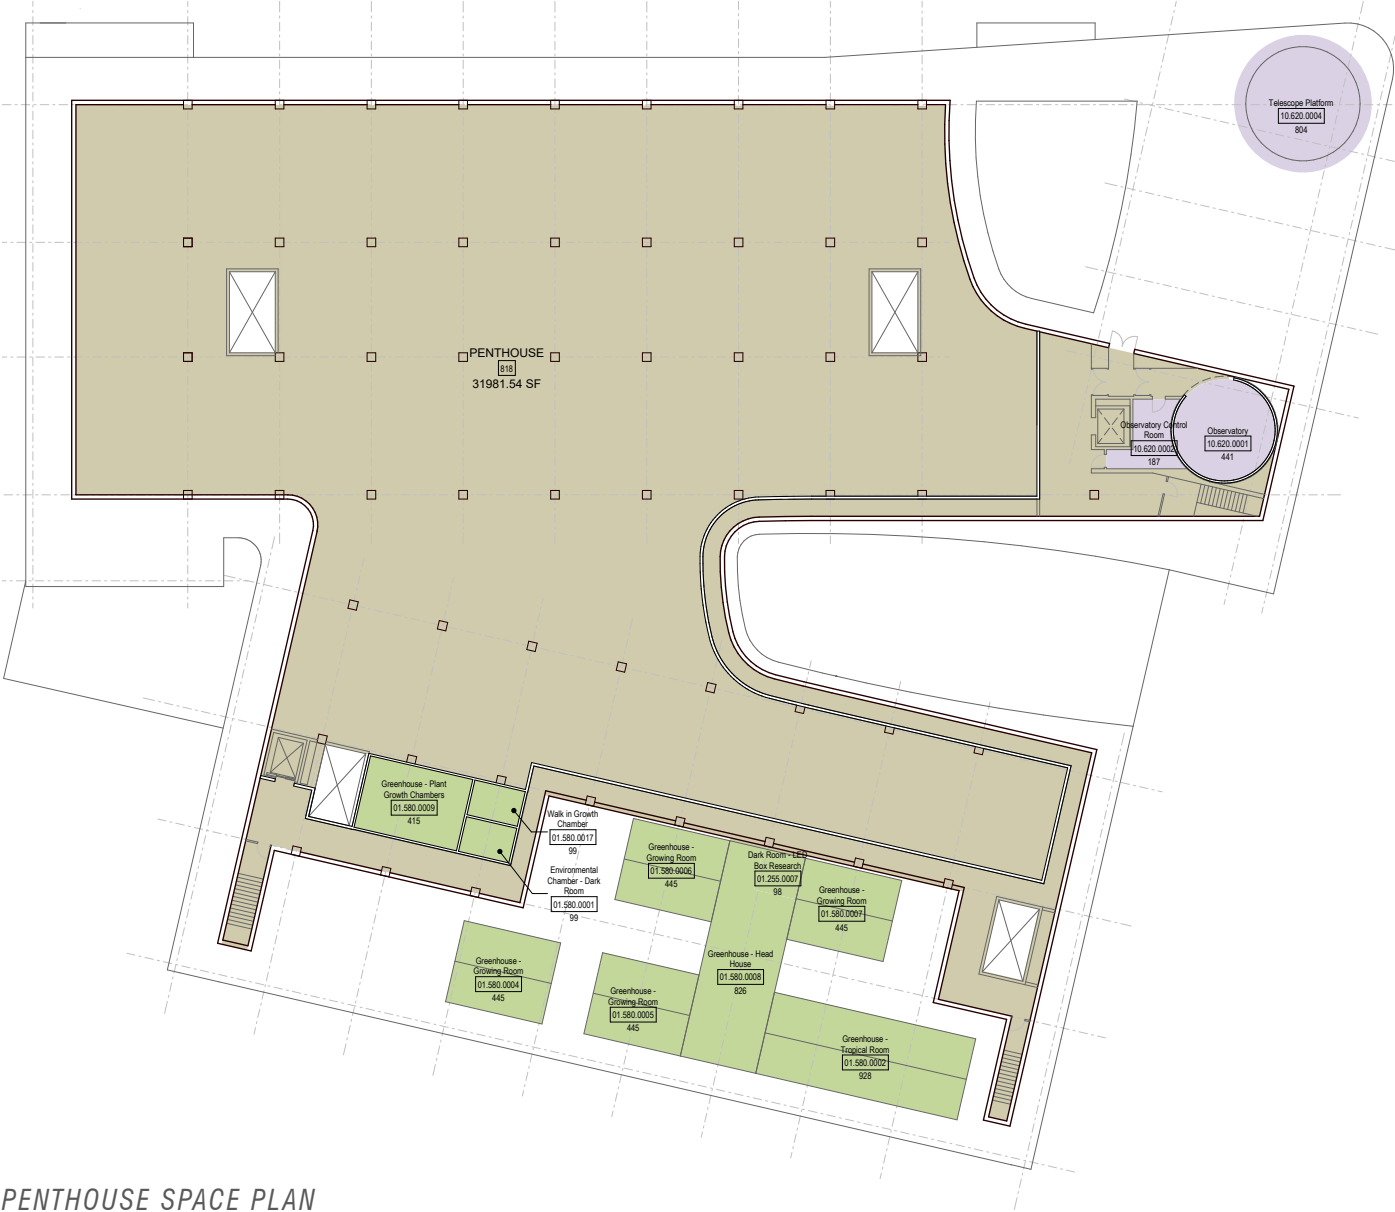 Telescope Platform
10.620.0004
804
PENTHOUSE
818
31981.54 SF
Observatory Control
Room
10.620.0002
187
Observatory
10.620.0001
441
Greenhouse - Plant
Growth Chambers
01.580.0009
415
Walk in Growth
Chamber
01.580.0017
99
Environmental
Chamber - Dark
Room
01.580.0001
99
Greenhouse -
Growing Room
01.580.0006
445
Dark Room - LED
Box Research
01.255.0007
98
Greenhouse -
Growing Room
01.580.0007
445
Greenhouse -
Growing Room
01.580.0004
445
Greenhouse -
Growing Room
01.580.0005
445
Greenhouse - Head
House
01.580.0008
826
Greenhouse -
Tropical Room
01.580.0002
928
PENTHOUSE SPACE PLAN